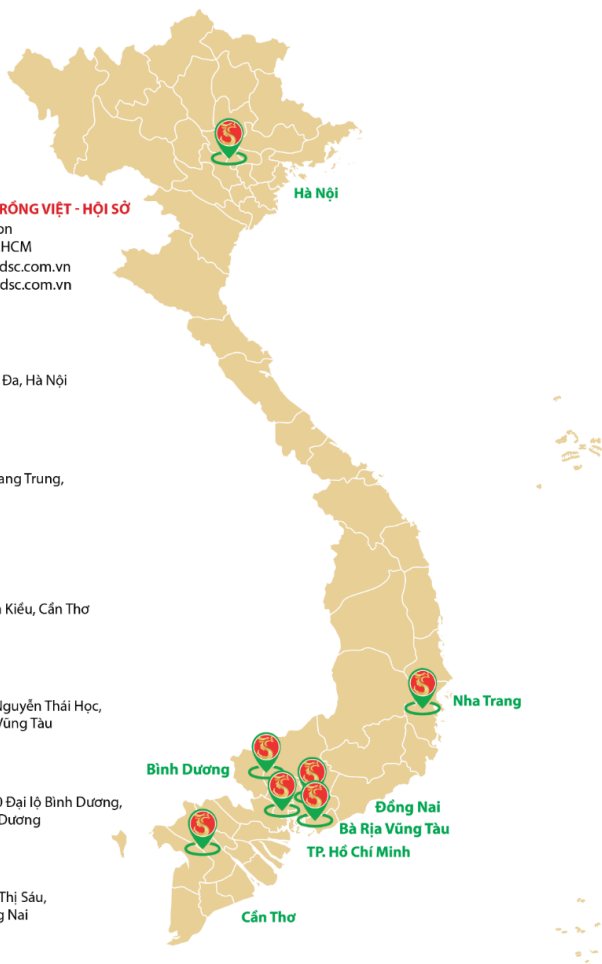 RỒNG VIỆT - HỘI SỞ
on
HCM
dsc.com.vn
dsc.com.vn
Đa, Hà Nội
ang Trung,
Kiều, Cần Thơ
Nguyễn Thái Học,
Vũng Tàu
0 Đại lộ Bình Dương,
Dương
Thị Sáu,
g Nai
Hà Nội
Nha Trang
Bình Dương
Đồng Nai
Bà Rịa Vũng Tàu
TP. Hồ Chí Minh
Cần Thơ